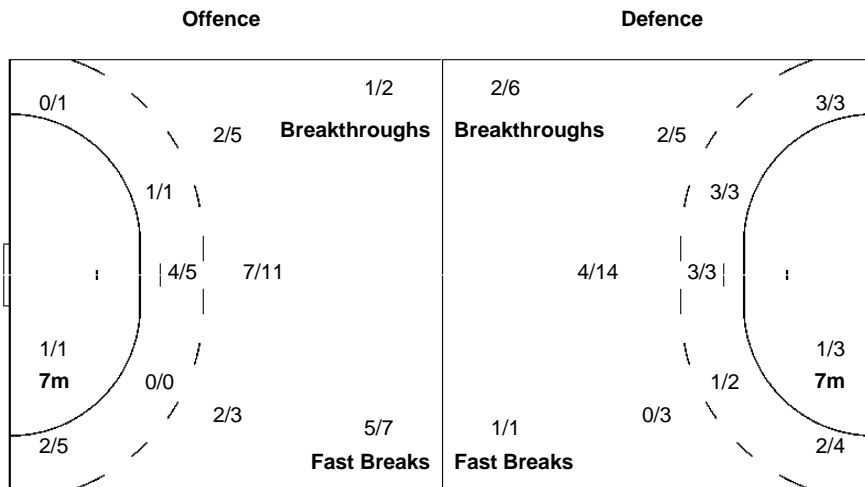 Offence Defence
1/2 2/6
0/1 3/3
2/5 Breakthroughs Breakthroughs 2/5
1/1 3/3
4/5 7/11 4/14 3/3
1/1 1/3
7m 0/0 1/2 7m
2/3 0/3
5/7 1/1
2/5 2/4
Fast Breaks Fast Breaks